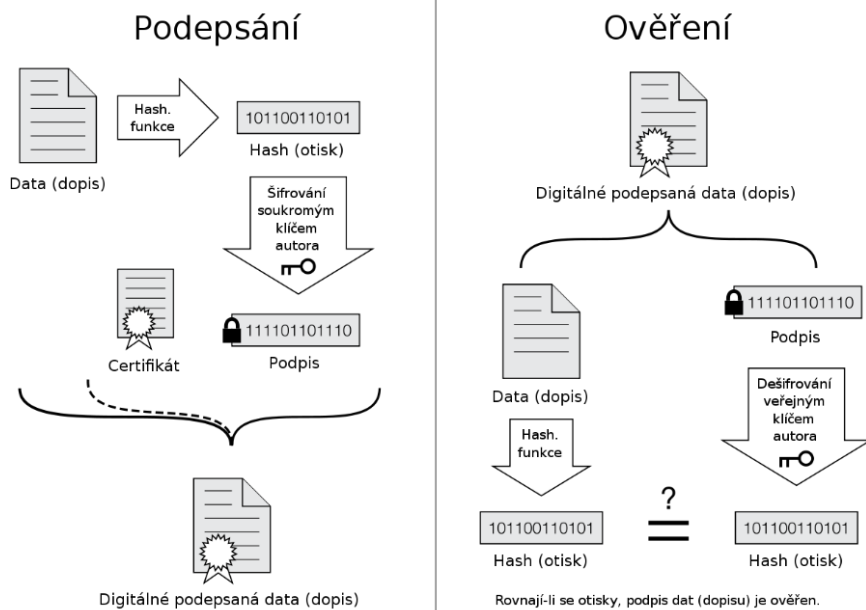 Podepsání
Hash.
funkce
101100110101
Hash (otisk)
Data (dopis)
Šifrování
soukromým
klíčem
autora
111101101110
Certifikát
Podpis
Digitálné podepsaná data (dopis)
Ověření
Digitálné podepsaná data (dopis)
111101101110
Podpis
Data (dopis)
Dešifrování
veřejným
klíčem
autora
Hash.
funkce
?
=
101100110101
101100110101
Hash (otisk)
Hash (otisk)
Rovnají-li se otisky, podpis dat (dopisu) je ověřen.